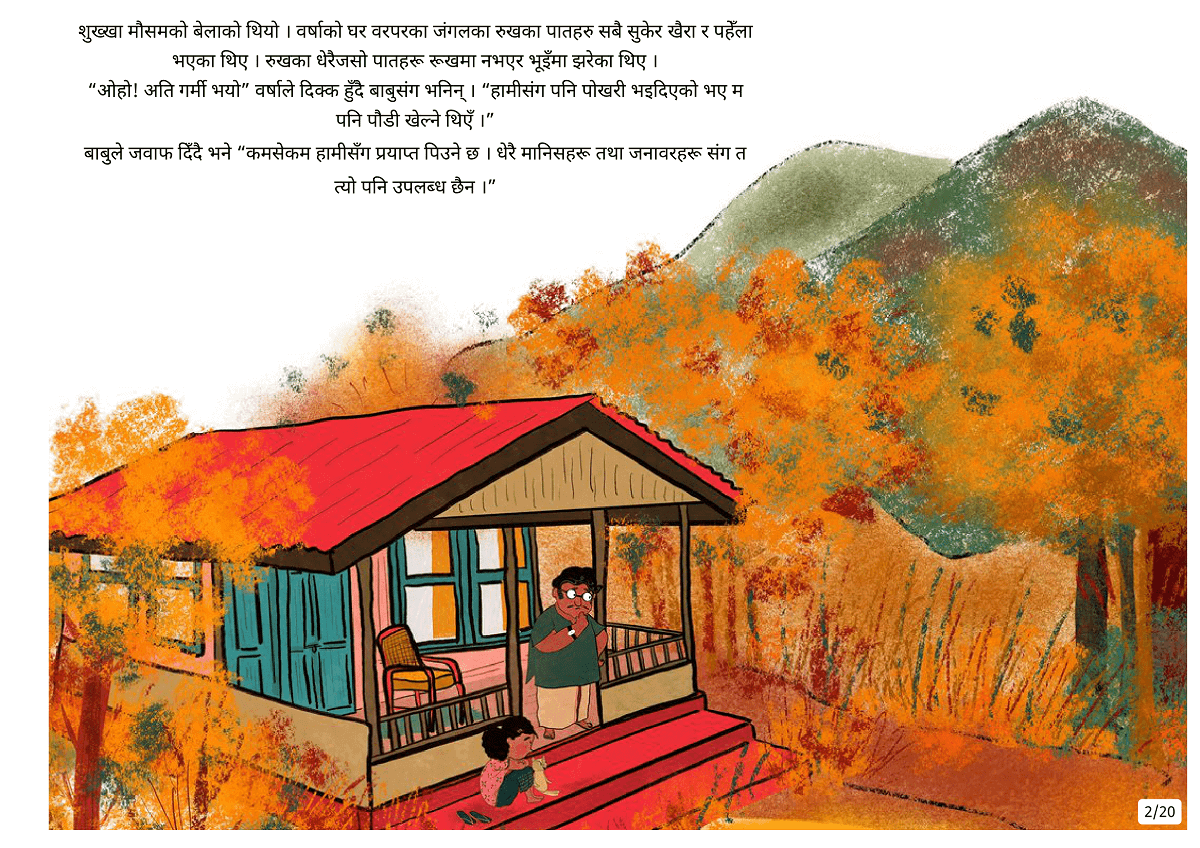 शुख्खा मौसमको बेलाको थियो । वर्षाको घर वरपरका जंगलका रुखका पातहरु सबै सुकेर खैरा र पहेँला
भएका थिए । रुखका धेरैजसो पातहरू रूखमा नभएर भूइँमा झरेका थिए ।
“ओहो! अति गर्मी भयो” वर्षाले दिक्क हुँदै बाबुसंग भनिन् । “हामीसंग पनि पोखरी भइदिएको भए म
पनि पौडी खेल्ने थिएँ ।”
बाबुले जवाफ दिँदै भने “कमसेकम हामीसँग प्रयाप्त पिउने छ । धेरै मानिसहरू तथा जनावरहरू संग त
त्यो पनि उपलब्ध छैन ।”
2/20